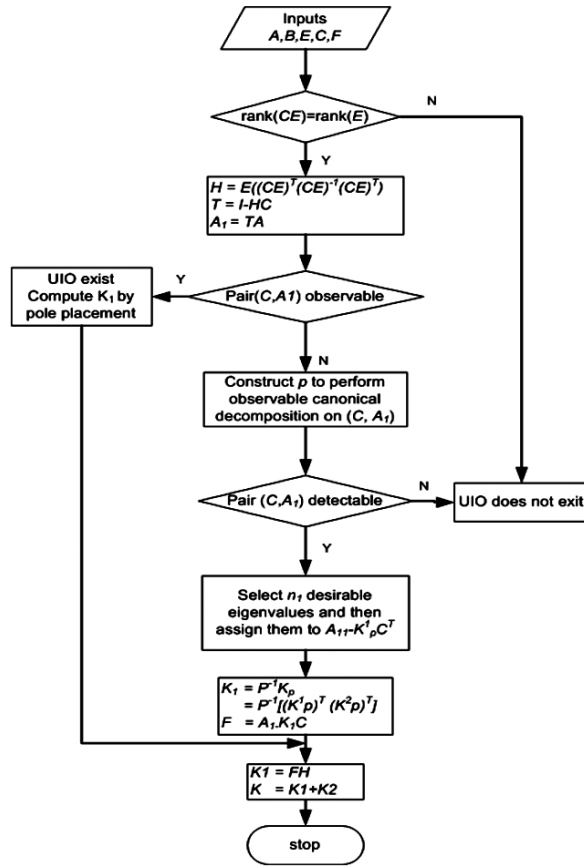 Inputs
A,B,E,C,F
rank(CE)=rank(E)
N
Y
H = E((CE)ᵀ(CE)⁻¹(CE)ᵀ)
T = I-HC
A₁ = TA
UIO exist
Compute K₁ by
pole placement
Y
Pair(C,A1) observable
N
Construct p to perform
observable canonical
decomposition on (C, A₁)
Pair (C,A₁) detectable
N
UIO does not exit
Y
Select n₁ desirable
eigenvalues and then
assign them to A₁₁-K¹ₚCᵀ
K₁ = P⁻¹Kₚ
= P⁻¹[(K¹p)ᵀ (K²p)ᵀ]
F = A₁.K₁C
K1 = FH
K = K1+K2
stop